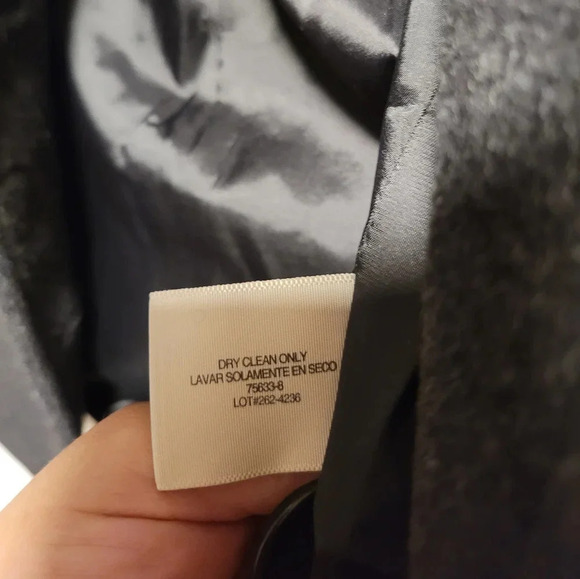 DRY CLEAN ONLY
LAVAR SOLAMENTE EN SECO
75633-8
LOT#262-4236